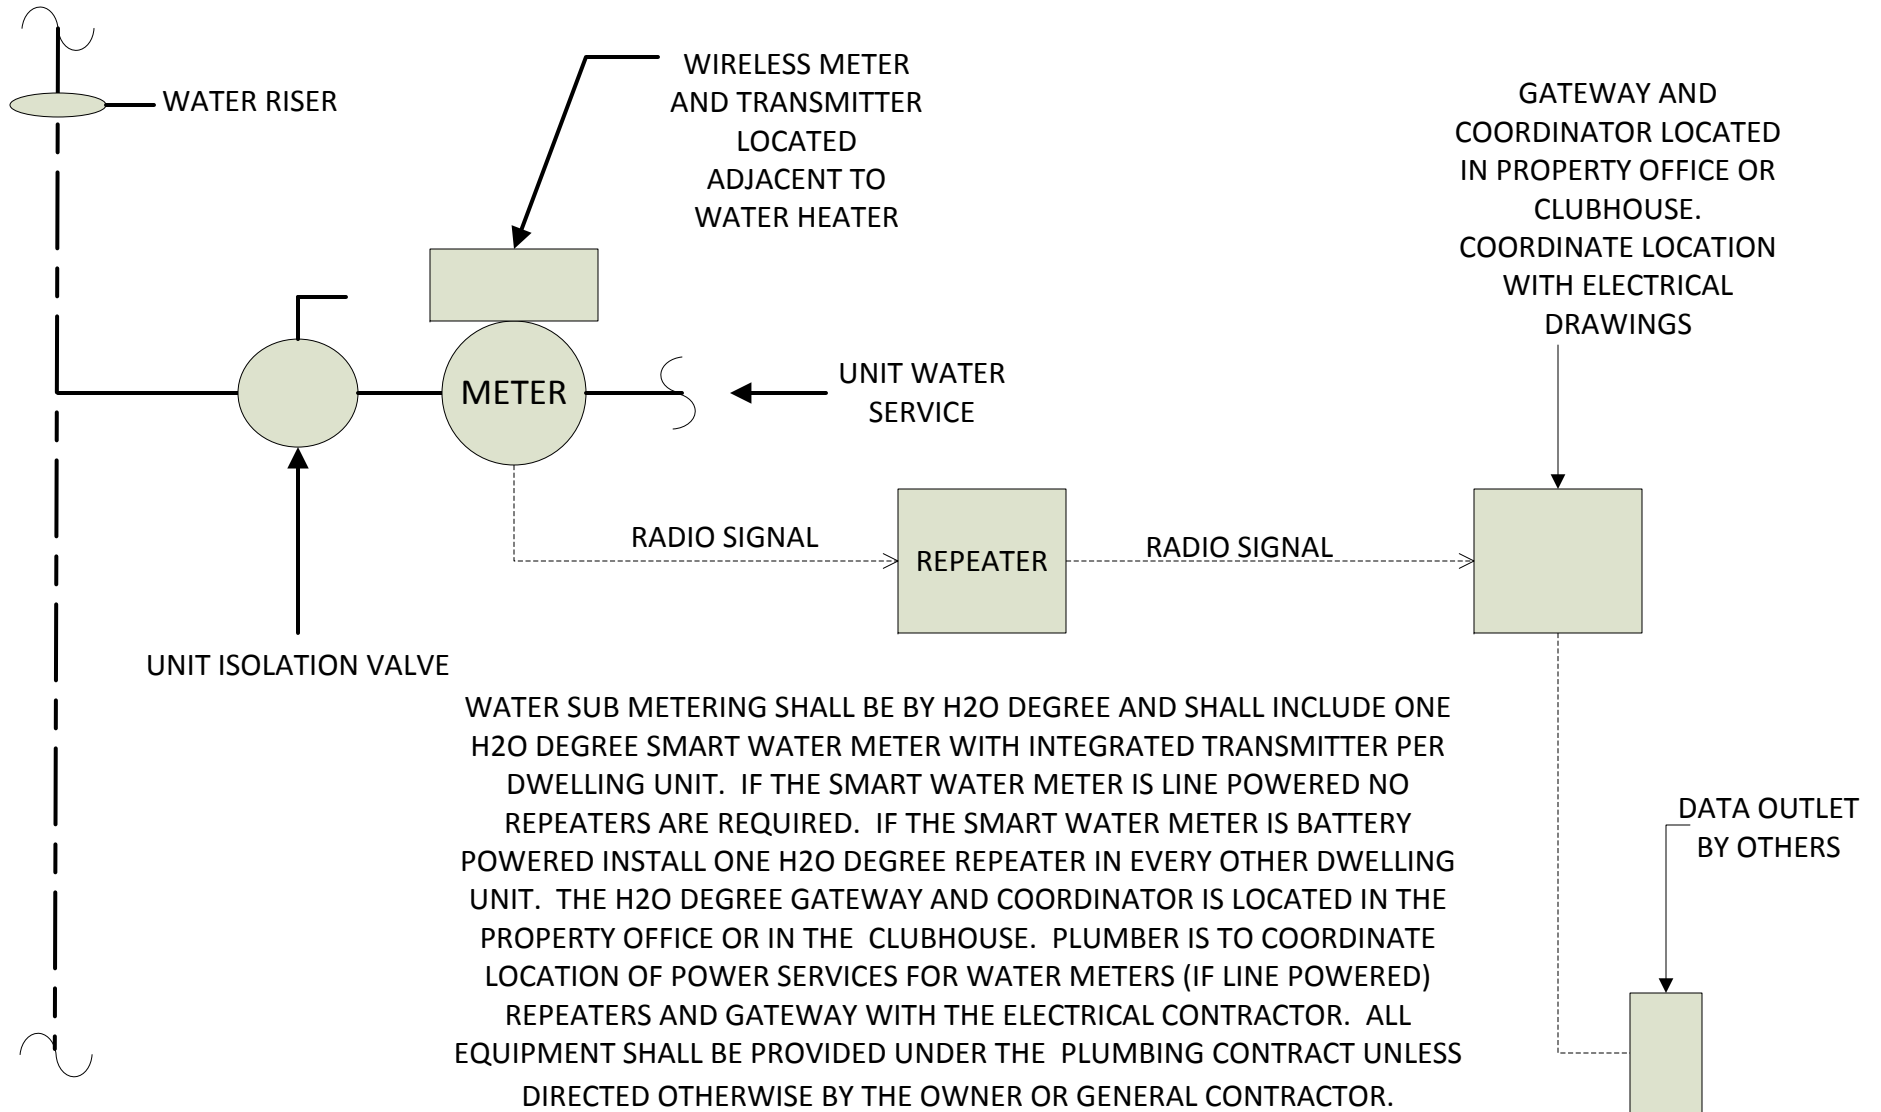 WATER RISER
WIRELESS METER
AND TRANSMITTER
LOCATED
ADJACENT TO
WATER HEATER
GATEWAY AND
COORDINATOR LOCATED
IN PROPERTY OFFICE OR
CLUBHOUSE.
COORDINATE LOCATION
WITH ELECTRICAL
DRAWINGS
METER
UNIT WATER
SERVICE
RADIO SIGNAL
REPEATER
RADIO SIGNAL
UNIT ISOLATION VALVE
WATER SUB METERING SHALL BE BY H2O DEGREE AND SHALL INCLUDE ONE
H2O DEGREE SMART WATER METER WITH INTEGRATED TRANSMITTER PER
DWELLING UNIT.  IF THE SMART WATER METER IS LINE POWERED NO
REPEATERS ARE REQUIRED.  IF THE SMART WATER METER IS BATTERY
POWERED INSTALL ONE H2O DEGREE REPEATER IN EVERY OTHER DWELLING
UNIT.  THE H2O DEGREE GATEWAY AND COORDINATOR IS LOCATED IN THE
PROPERTY OFFICE OR IN THE  CLUBHOUSE.  PLUMBER IS TO COORDINATE
LOCATION OF POWER SERVICES FOR WATER METERS (IF LINE POWERED)
REPEATERS AND GATEWAY WITH THE ELECTRICAL CONTRACTOR.  ALL
EQUIPMENT SHALL BE PROVIDED UNDER THE  PLUMBING CONTRACT UNLESS
DIRECTED OTHERWISE BY THE OWNER OR GENERAL CONTRACTOR.
DATA OUTLET
BY OTHERS